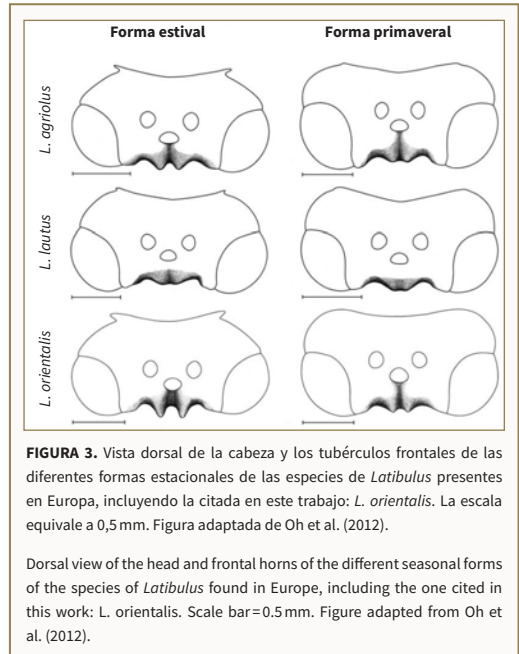 Forma estival
Forma primaveral
L. agriolus
L. lautus
L. orientalis
FIGURA 3. Vista dorsal de la cabeza y los tubérculos frontales de las
diferentes formas estacionales de las especies de Latibulus presentes
en Europa, incluyendo la citada en este trabajo: L. orientalis. La escala
equivale a 0,5 mm. Figura adaptada de Oh et al. (2012).
Dorsal view of the head and frontal horns of the different seasonal forms
of the species of Latibulus found in Europe, including the one cited in
this work: L. orientalis. Scale bar = 0.5 mm. Figure adapted from Oh et
al. (2012).